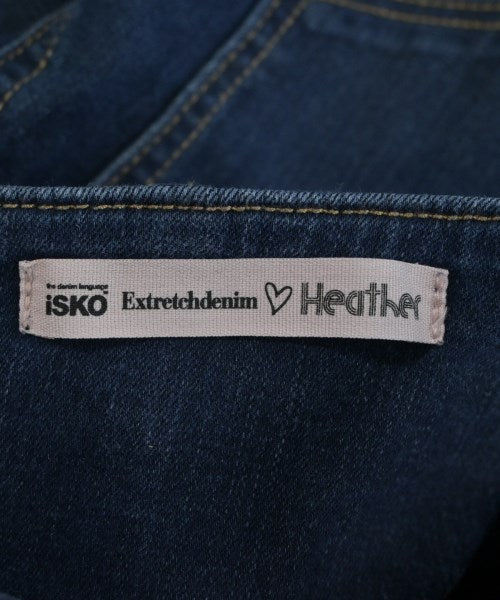 the denim language
iSKO Extretchdenim ♡ Heather